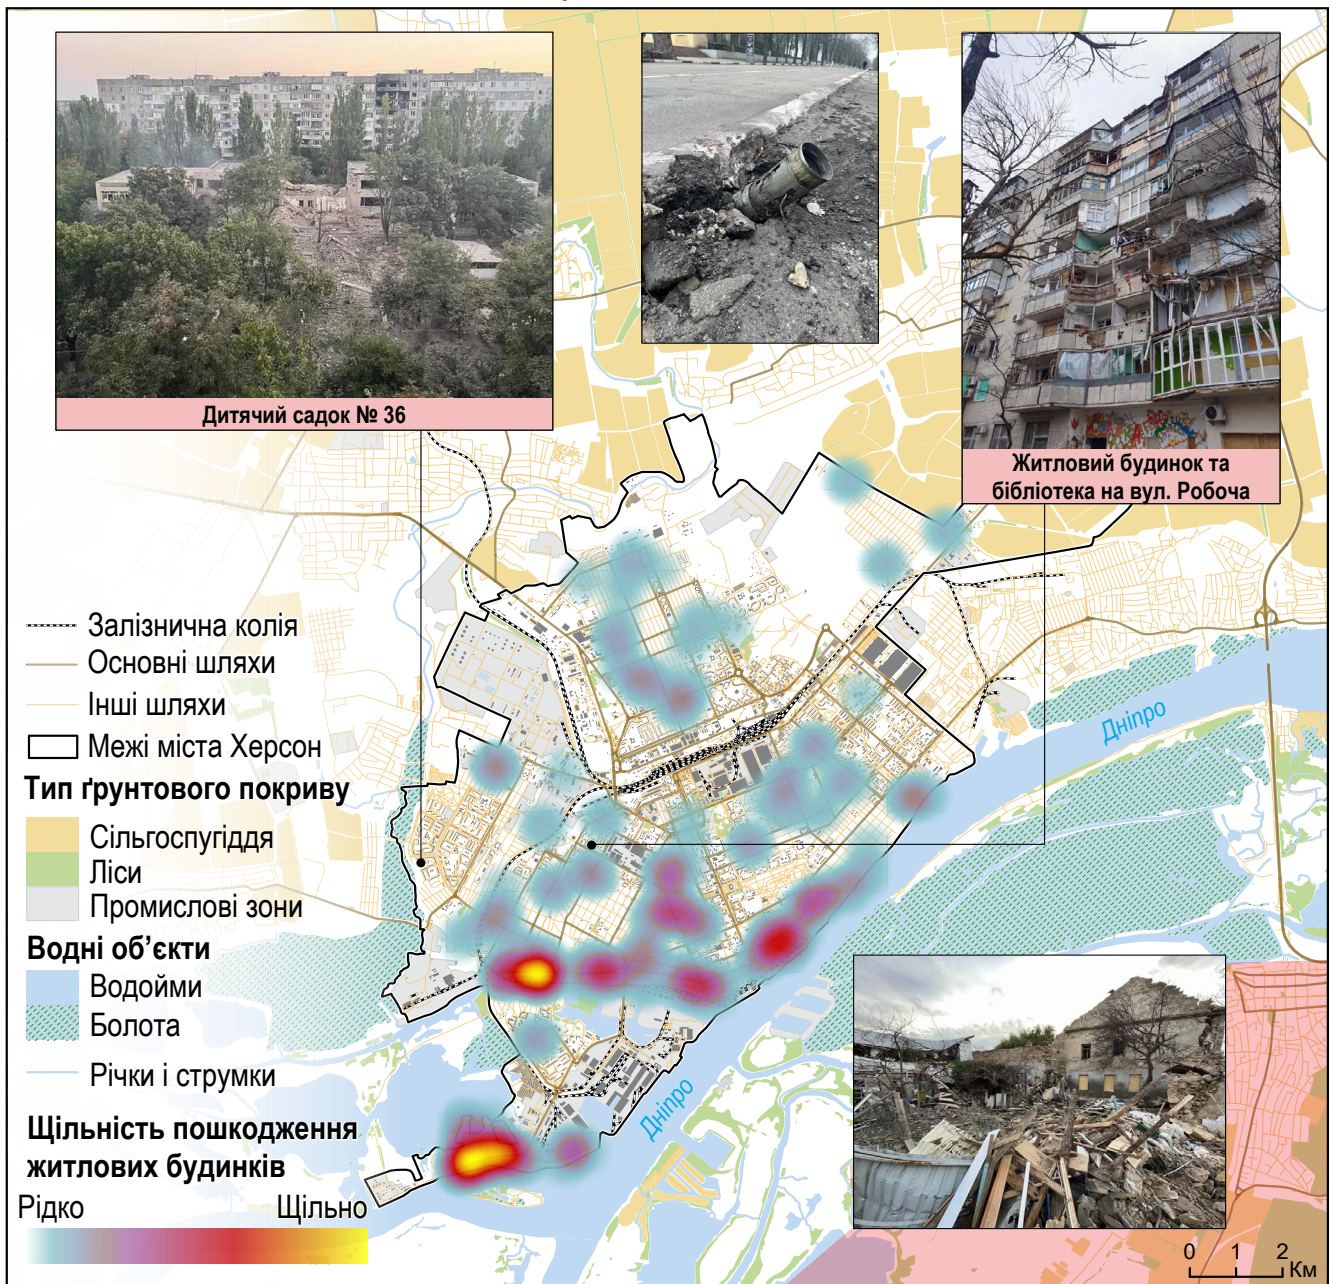 Дитячий садок № 36
Житловий будинок та
бібліотека на вул. Робоча
Залізнична колія
Основні шляхи
Інші шляхи
Межі міста Херсон
Тип ґрунтового покриву
Сільгоспугіддя
Ліси
Промислові зони
Водні об’єкти
Водойми
Болота
Річки і струмки
Щільність пошкодження
житлових будинків
Рідко
Щільно
Дніпро
Дніпро
0 1 2
Км